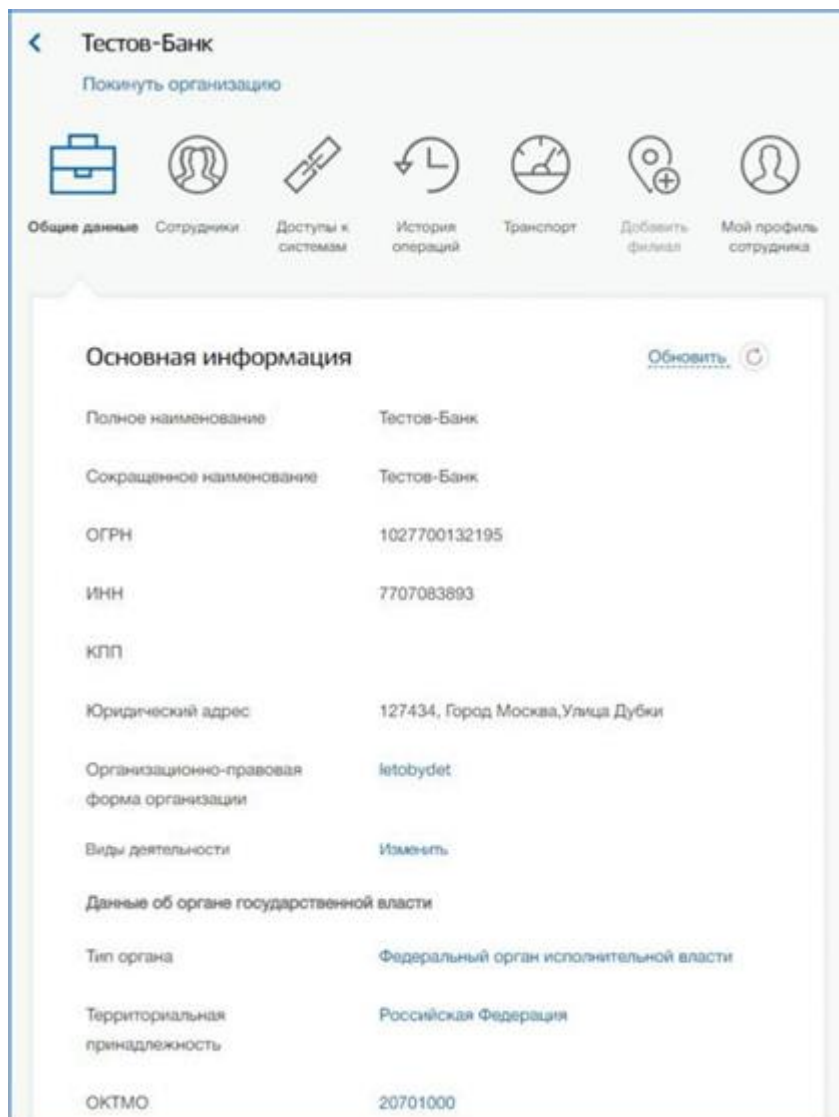 Тестов-Банк
Покинуть организацию
Общие данные
Сотрудники
Доступы к системам
История операций
Транспорт
Добавить филиал
Мой профиль сотрудника
Основная информация
Обновить
Полное наименование Тестов-Банк
Сокращенное наименование Тестов-Банк
ОГРН 1027700132195
ИНН 7707083893
КПП
Юридический адрес 127434, Город Москва,Улица Дубки
Организационно-правовая letobydet
форма организации
Виды деятельности Изменить
Данные об органе государственной власти
Тип органа Федеральный орган исполнительной власти
Территориальная Российская Федерация
принадлежность
ОКТМО 20701000